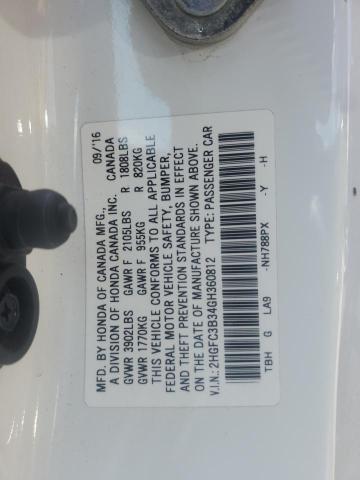 MFD. BY HONDA OF CANADA MFG., 09/'16
A DIVISION OF HONDA CANADA INC. CANADA
GVWR 3902LBS GAWR F 2105LBS R 1808LBS
GVWR 1770KG GAWR F 955KG R 820KG
THIS VEHICLE CONFORMS TO ALL APPLICABLE
FEDERAL MOTOR VEHICLE SAFETY, BUMPER,
AND THEFT PREVENTION STANDARDS IN EFFECT
ON THE DATE OF MANUFACTURE SHOWN ABOVE.
V.I.N.: 2HGFC3B34GH360812 TYPE: PASSENGER CAR
TBH G LA9 -NH788PX -Y -H